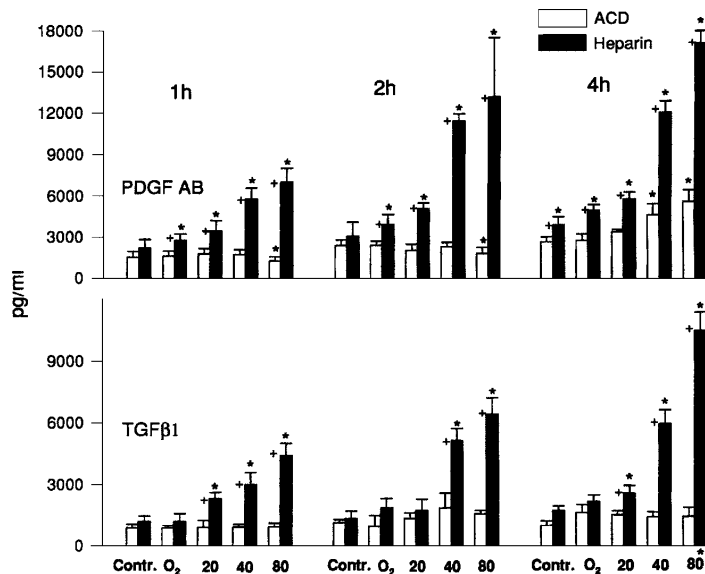 ACD
Heparin
18000
15000
12000
9000
6000
3000
0
1h
2h
4h
PDGF AB
pg/ml
9000
6000
3000
0
TGFβ1
Contr. O₂ 20 40 80 Contr. O₂ 20 40 80 Contr. O₂ 20 40 80